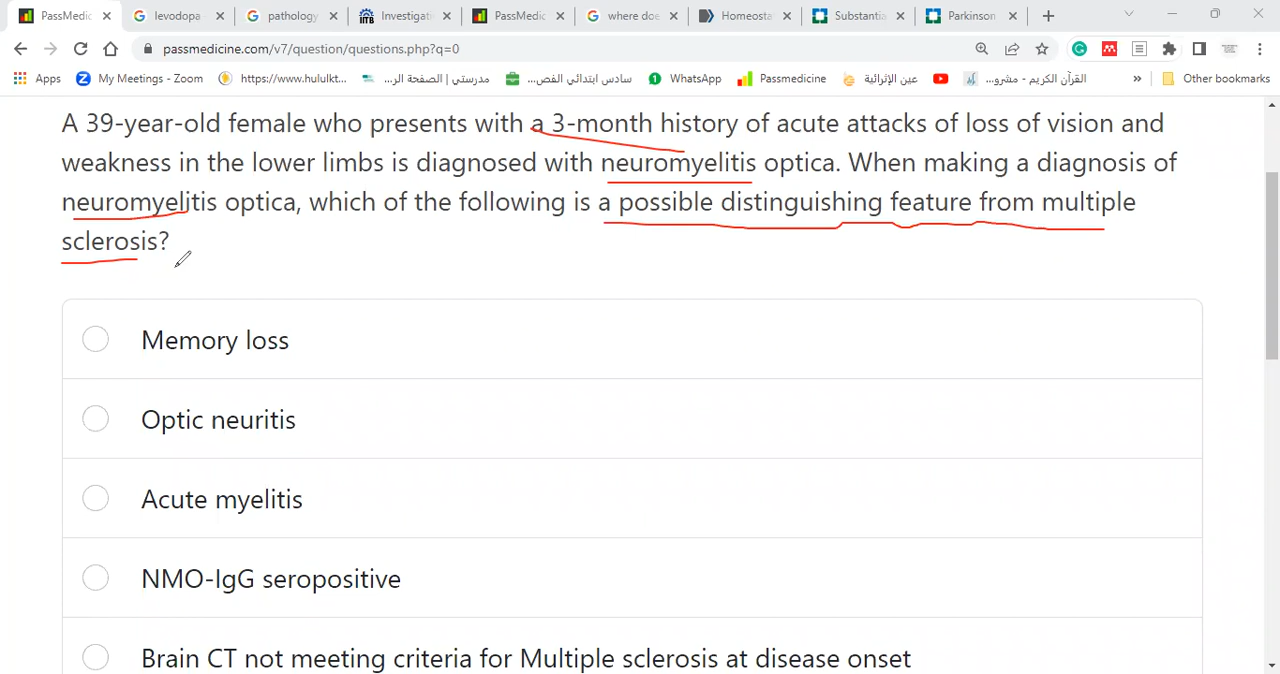 PassMedic
levodopa
pathology
Investigati
PassMedic
where doe
Homeosta
Substantia
Parkinson
passmedicine.com/v7/question/questions.php?q=0
Apps
My Meetings - Zoom
https://www.hululkt...
مدرستي | الصفحة الر...
سادس ابتدائي الفص...
WhatsApp
Passmedicine
عين الإثرائية
القرآن الكريم - مشرو...
»
Other bookmarks
A 39-year-old female who presents with a 3-month history of acute attacks of loss of vision and
weakness in the lower limbs is diagnosed with neuromyelitis optica. When making a diagnosis of
neuromyelitis optica, which of the following is a possible distinguishing feature from multiple
sclerosis?
Memory loss
Optic neuritis
Acute myelitis
NMO-IgG seropositive
Brain CT not meeting criteria for Multiple sclerosis at disease onset